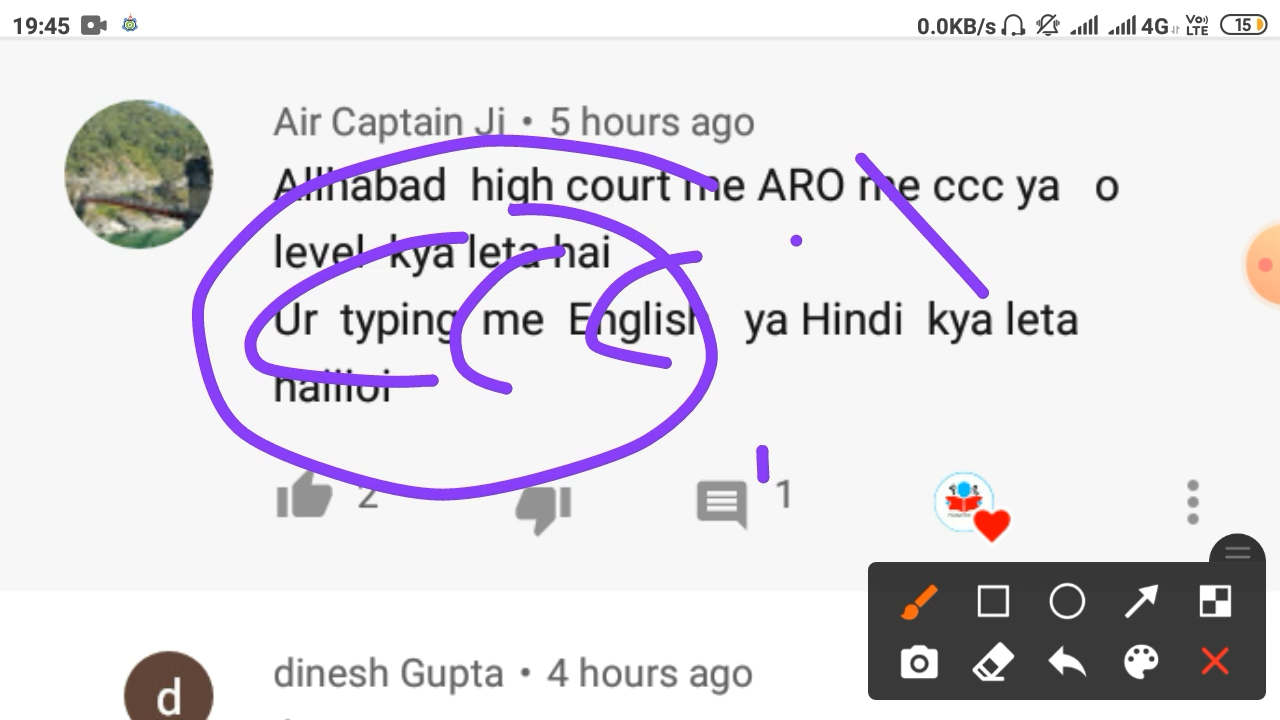 19:45 0.0KB/s 4G Vo) LTE 15
Air Captain Ji • 5 hours ago
Allhabad high court me ARO me ccc ya o
level kya leta hai
Ur typing me English ya Hindi kya leta
2 1
d dinesh Gupta • 4 hours ago